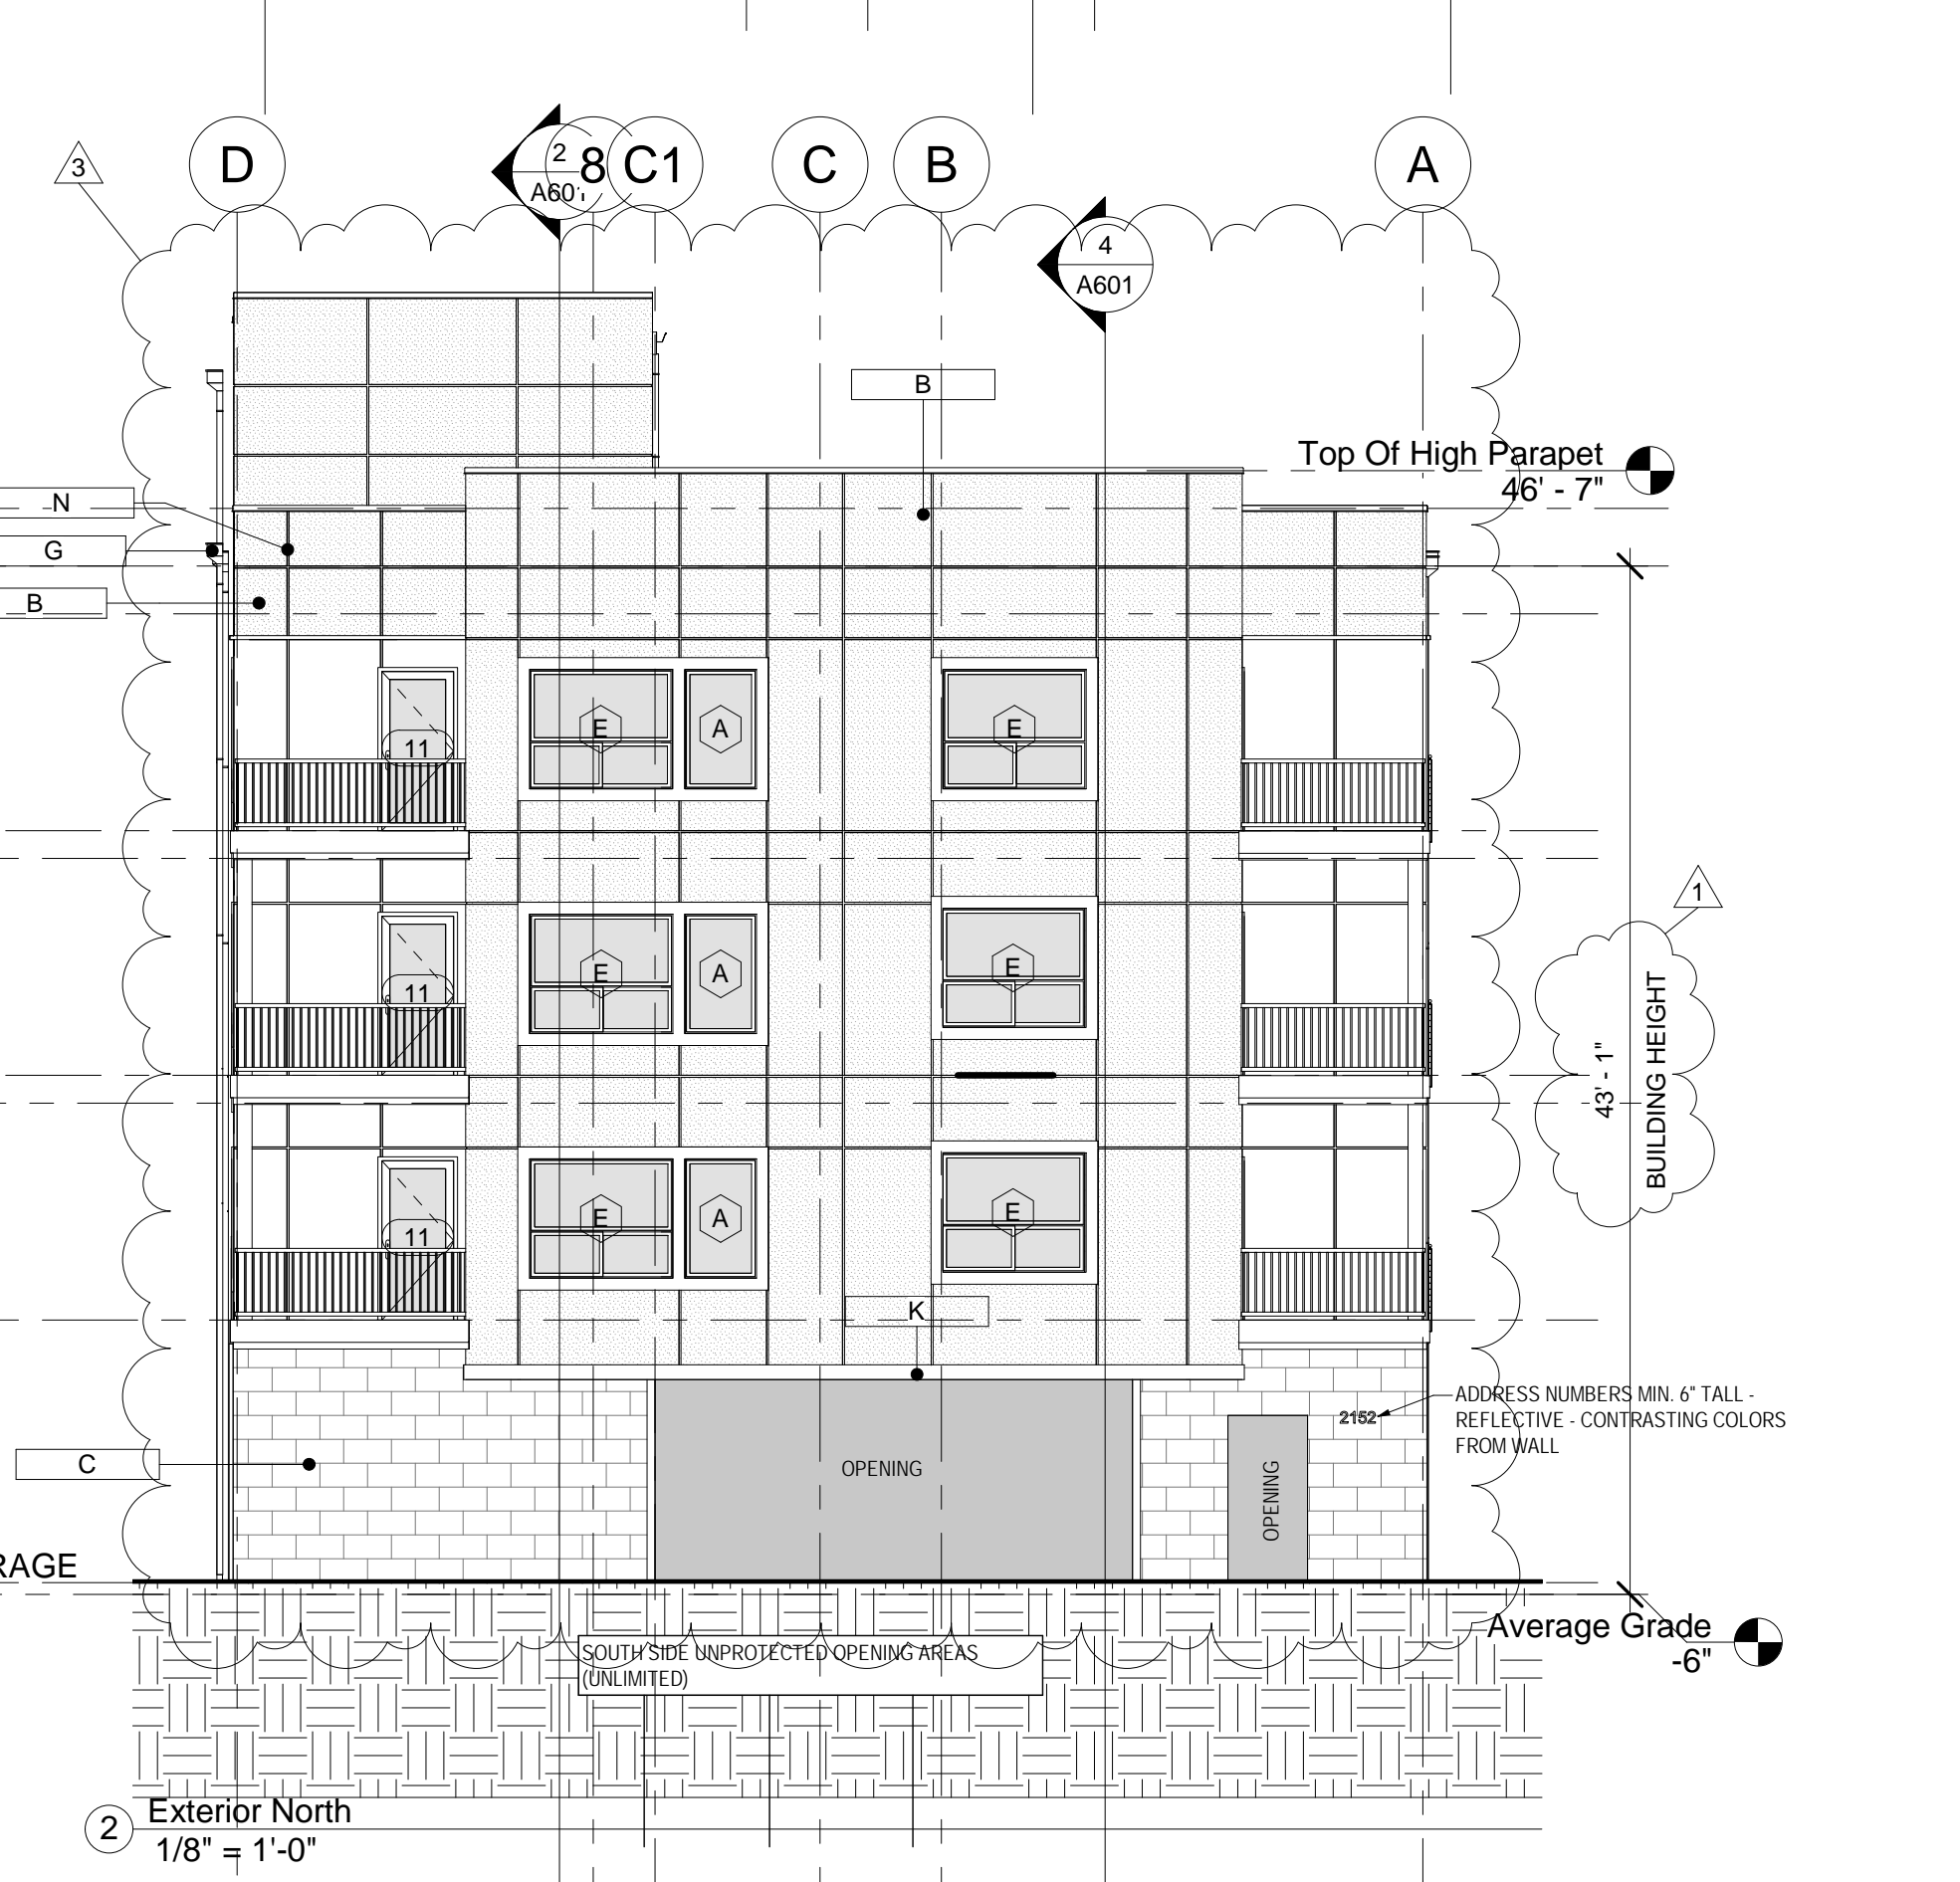 3
D
2
A601
8
C1
C
B
A
4
A601
B
Top Of High Parapet
46' - 7"
N
G
B
E
A
E
11
E
A
E
11
1
43' - 1"
BUILDING HEIGHT
E
A
E
11
K
2152
ADDRESS NUMBERS MIN. 6" TALL -
REFLECTIVE - CONTRASTING COLORS
FROM WALL
C
OPENING
OPENING
RAGE
Average Grade
-6"
SOUTH SIDE UNPROTECTED OPENING AREAS
(UNLIMITED)
2
Exterior North
1/8" = 1'-0"